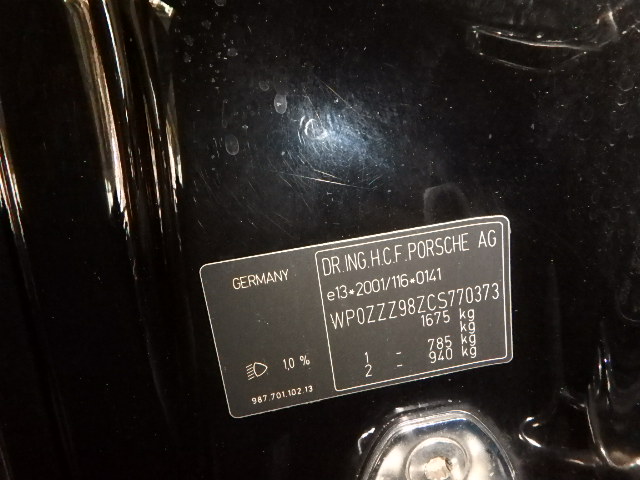 GERMANY
DR.ING.H.C.F.PORSCHE AG
e13*2001/116*0141
WP0ZZZ98ZCS770373
1675 kg
kg
1 - 785 kg
2 - 940 kg
1,0 %
987.701.102.13